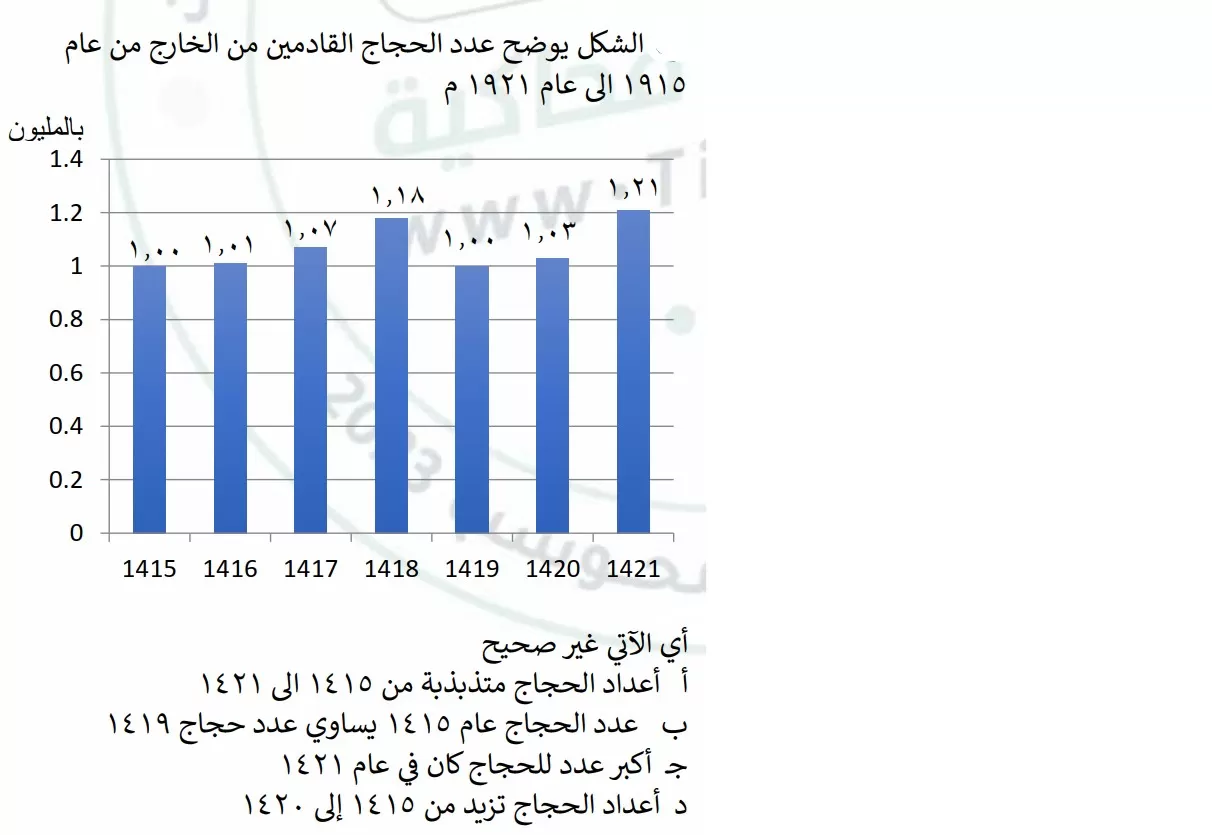 الشكل يوضح عدد الحجاج القادمين من الخارج من عام
١٩١٥ الى عام ١٩٢١ م
بالمليون
1.4
1.2
1
0.8
0.6
0.4
0.2
0
١,٠٠ ١,٠١ ١,٠٧ ١,١٨ ١,٠٠ ١,٠٣ ١,٢١
1415 1416 1417 1418 1419 1420 1421
أي الآتي غير صحيح
أ أعداد الحجاج متذبذبة من ١٤١٥ الى ١٤٢١
ب عدد الحجاج عام ١٤١٥ يساوي عدد حجاج ١٤١٩
جـ أكبر عدد للحجاج كان في عام ١٤٢١
د أعداد الحجاج تزيد من ١٤١٥ إلى ١٤٢٠
www.Ti
2023